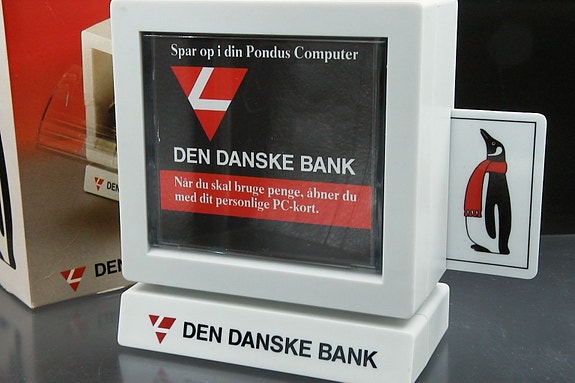 Spar op i din Pondus Computer
DEN DANSKE BANK
Når du skal bruge penge, åbner du
med dit personlige PC-kort.
DEN DANSKE BANK
DEN